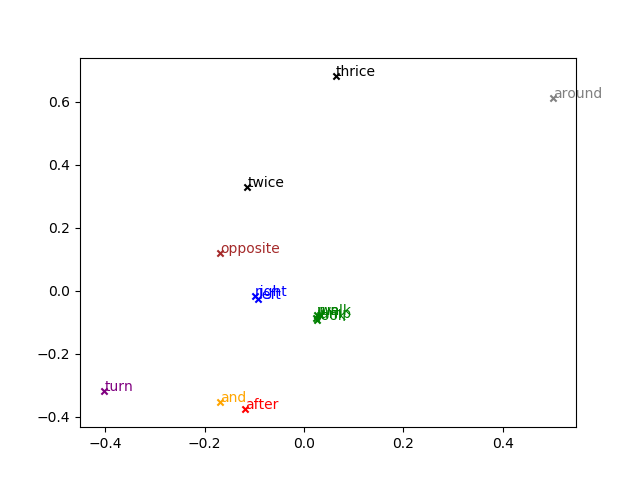 thrice
around
0.6
0.4
twice
0.2
opposite
0.0
right
left
walk
look
−0.2
turn
and
after
−0.4
−0.4
−0.2
0.0
0.2
0.4